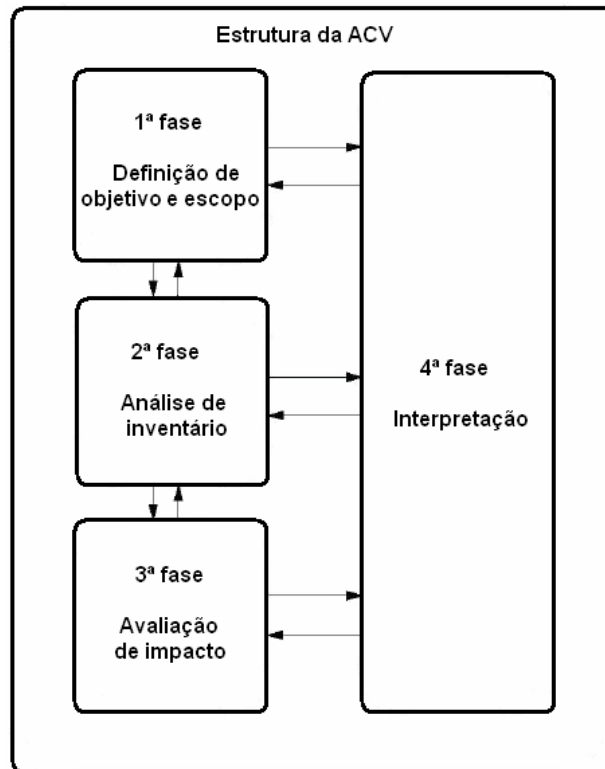 Estrutura da ACV
1ª fase
Definição de
objetivo e escopo
2ª fase
Análise de
inventário
3ª fase
Avaliação
de impacto
4ª fase
Interpretação